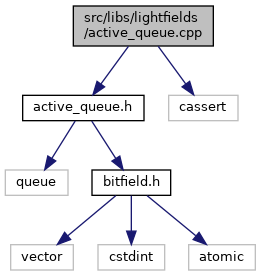 src/libs/lightfields
/active_queue.cpp
active_queue.h
cassert
queue
bitfield.h
vector
cstdint
atomic